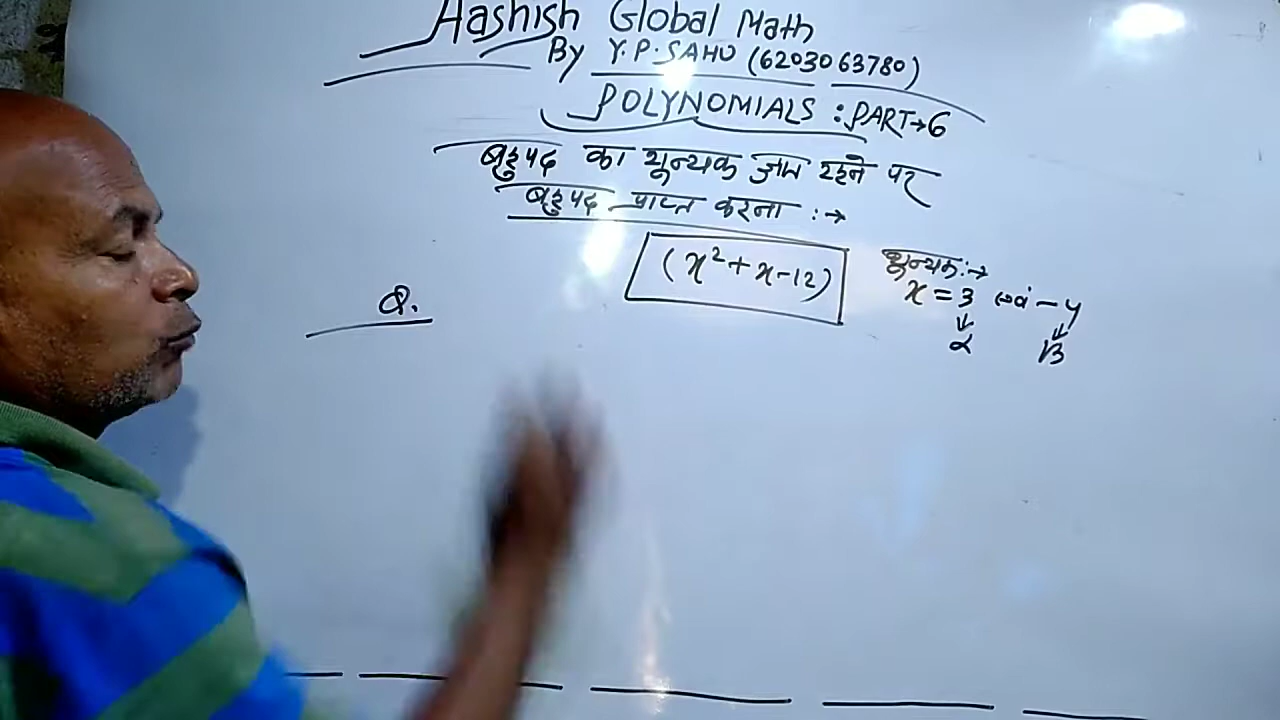 Aashish Global Math
By Y.P.SAHU (6203063780)
POLYNOMIALS : PART→6
बहुपद का शून्यक ज्ञात रहने पर
बहुपद प्राप्त करना :→
(x²+x-12)
शून्यक:→
x = 3 एवं -4
↓ ↓
α β
Q.